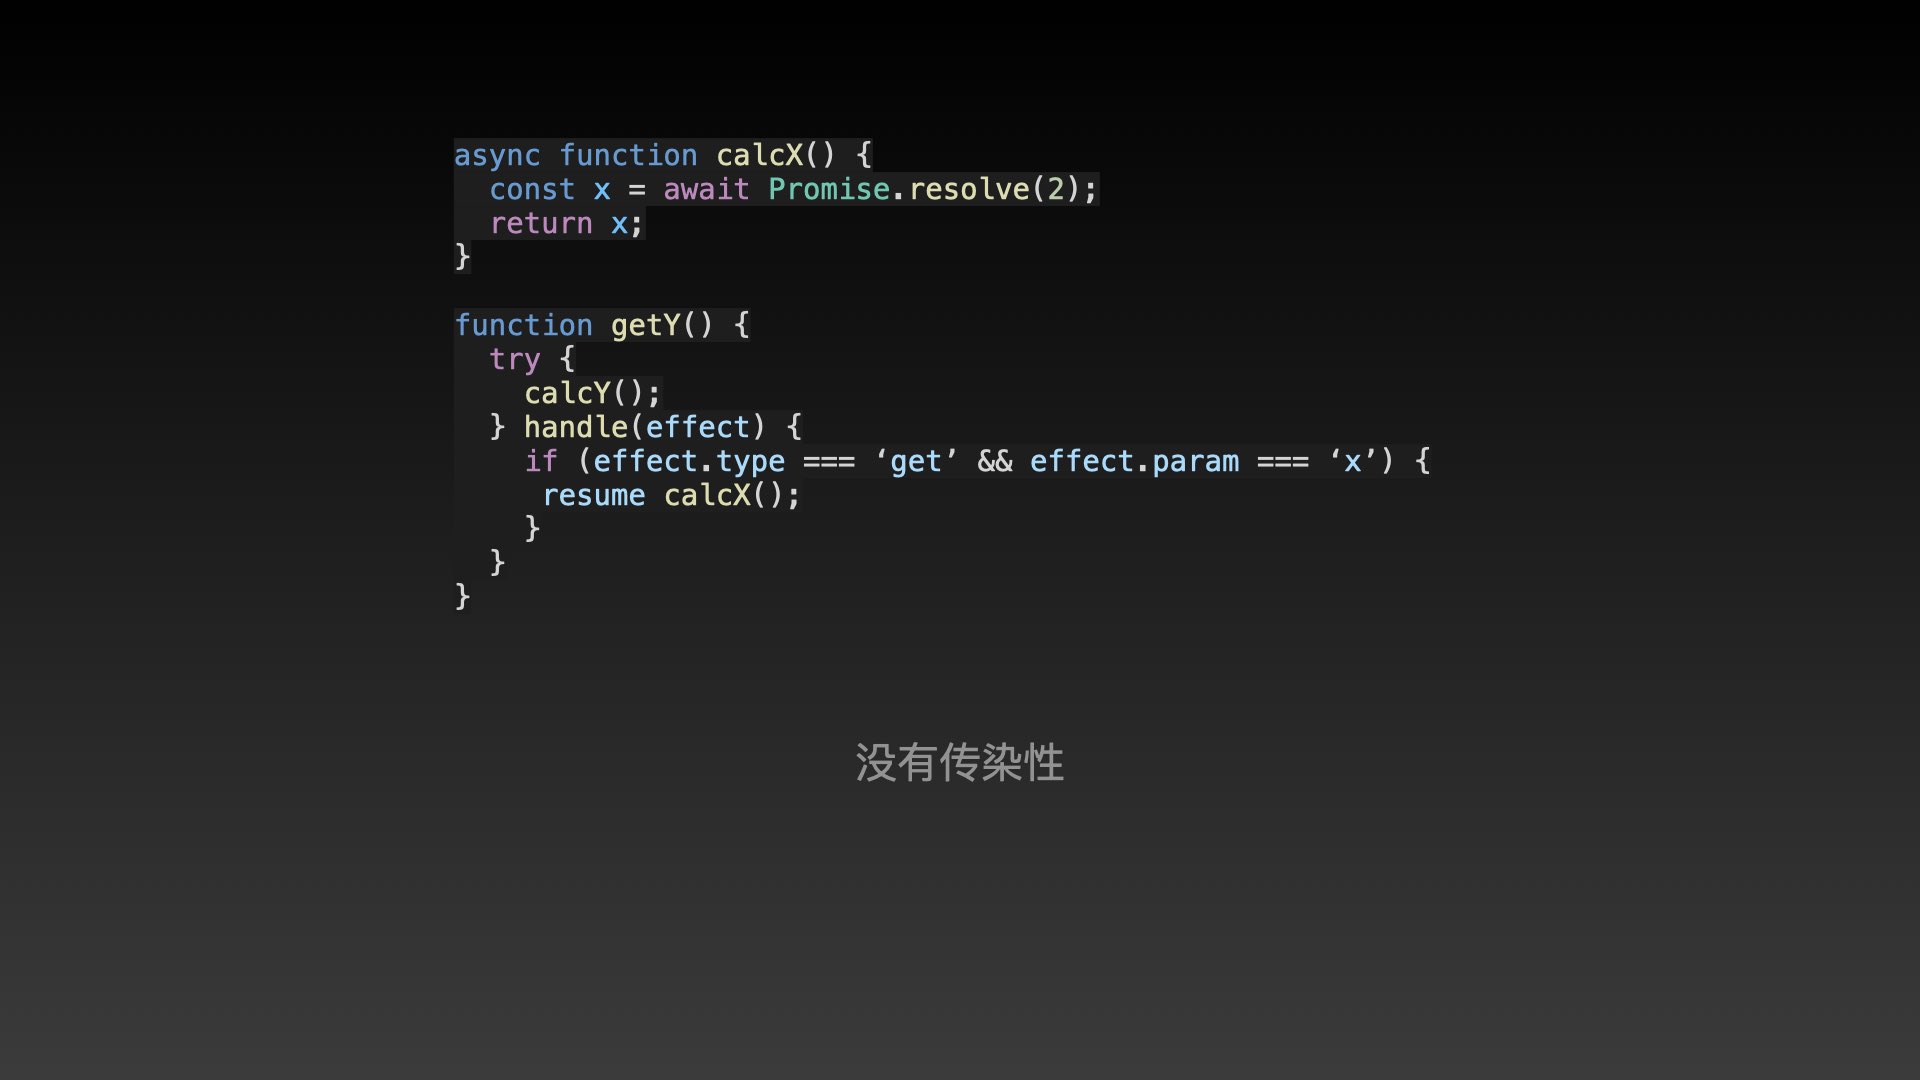 async function calcX() {
  const x = await Promise.resolve(2);
  return x;
}
function getY() {
  try {
    calcY();
  } handle(effect) {
    if (effect.type === ‘get’ && effect.param === ‘x’) {
     resume calcX();
    }
  }
}
没有传染性